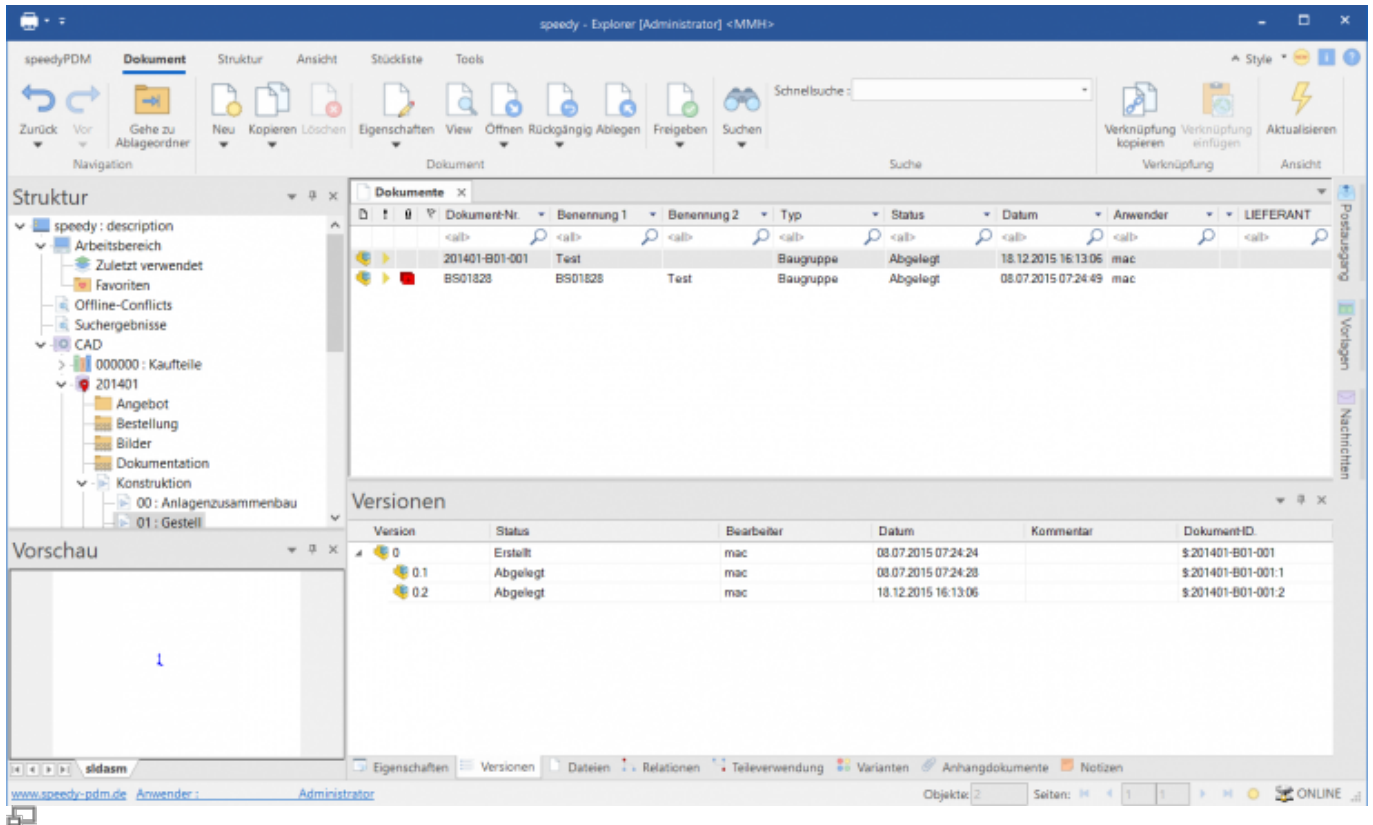 speedy - Explorer [Administrator] <MMH>
speedyPDM Dokument Struktur Ansicht Stückliste Tools Style
Zurück Vor Gehe zu Ablageordner Neu Kopieren Löschen Eigenschaften View Öffnen Rückgängig Ablegen Freigeben Suchen Schnellsuche : Verknüpfung kopieren Verknüpfung einfügen Aktualisieren
Navigation Dokument Suche Verknüpfung Ansicht
Struktur
speedy : description
Arbeitsbereich
Zuletzt verwendet
Favoriten
Offline-Conflicts
Suchergebnisse
CAD
000000 : Kaufteile
201401
Angebot
Bestellung
Bilder
Dokumentation
Konstruktion
00 : Anlagenzusammenbau
01 : Gestell
Vorschau
sldasm
Dokumente
Dokument-Nr. Benennung 1 Benennung 2 Typ Status Datum Anwender LIEFERANT
<all> <all> <all> <all> <all> <all> <all> <all>
201401-B01-001 Test Baugruppe Abgelegt 18.12.2015 16:13:06 mac
BS01828 BS01828 Test Baugruppe Abgelegt 08.07.2015 07:24:49 mac
Postausgang
Vorlagen
Nachrichten
Versionen
Version Status Bearbeiter Datum Kommentar Dokument-ID.
0 Erstellt mac 08.07.2015 07:24:24 $:201401-B01-001
0.1 Abgelegt mac 08.07.2015 07:24:28 $:201401-B01-001:1
0.2 Abgelegt mac 18.12.2015 16:13:06 $:201401-B01-001:2
Eigenschaften Versionen Dateien Relationen Teileverwendung Varianten Anhangdokumente Notizen
www.speedy-pdm.de Anwender : Administrator Objekte: 2 Seiten: 1 1 ONLINE